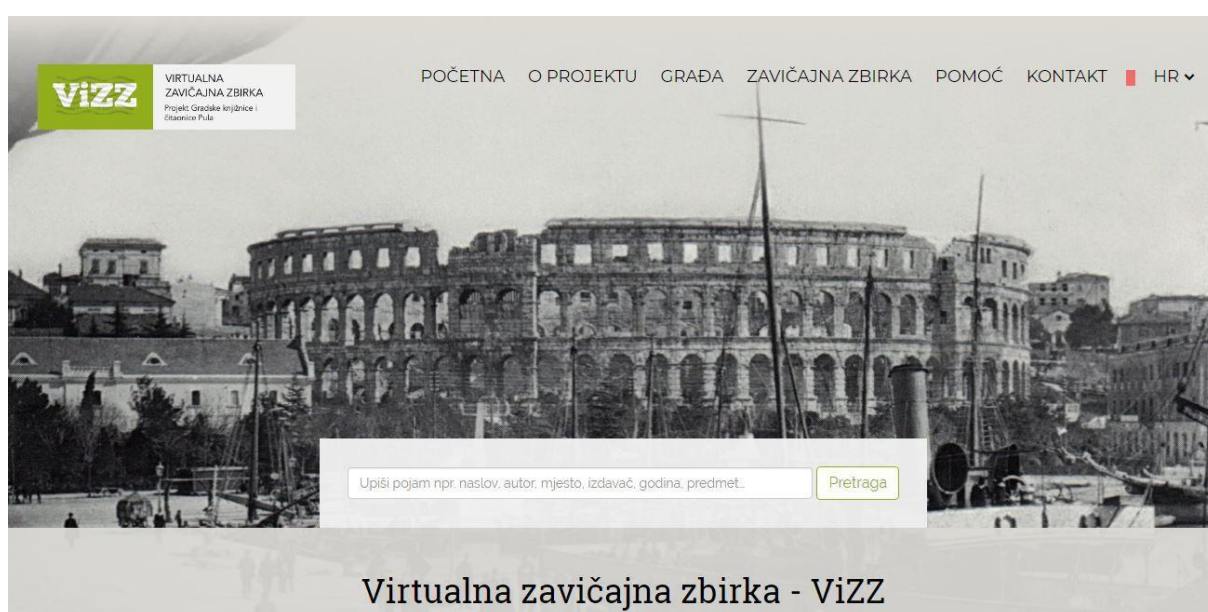 ViZZ
VIRTUALNA
ZAVIČAJNA ZBIRKA
Projekt Gradske knjižnice i
čitaonice Pula
POČETNA O PROJEKTU GRAĐA ZAVIČAJNA ZBIRKA POMOĆ KONTAKT HR
Upiši pojam npr. naslov, autor, mjesto, izdavač, godina, predmet... Pretraga
Virtualna zavičajna zbirka - ViZZ